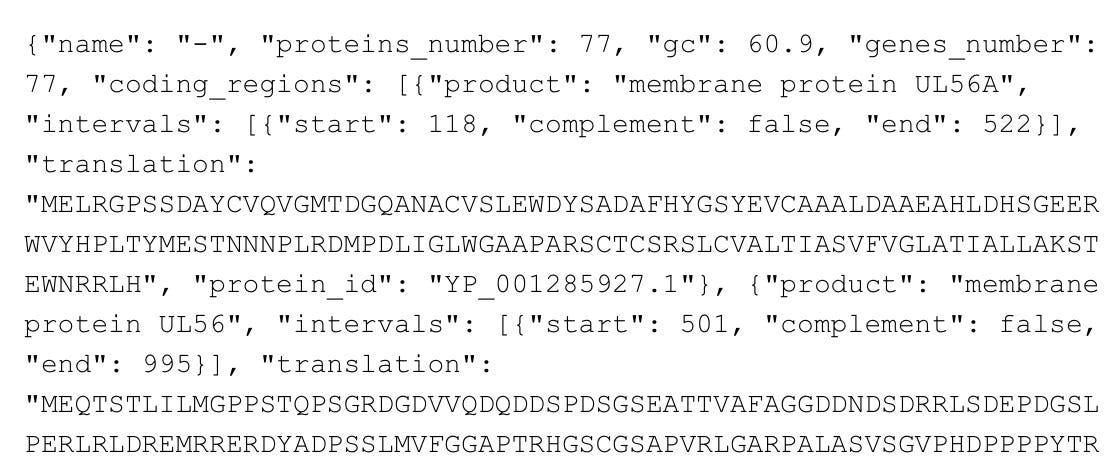 {"name": "-", "proteins_number": 77, "gc": 60.9, "genes_number":
77, "coding_regions": [{"product": "membrane protein UL56A",
"intervals": [{"start": 118, "complement": false, "end": 522}],
"translation":
"MELRGPSSDAYCVQVGMTDGQANACVSLEWDYSADAFHYGSYEVCAAALDAAEAHLDHSGEER
WVYHPLTYMESTNNNPLRDMPDLIGLWGAAPARSCTCSRSLCVALTIASVFVGLATIALLAKST
EWNRRLH", "protein_id": "YP_001285927.1"}, {"product": "membrane
protein UL56", "intervals": [{"start": 501, "complement": false,
"end": 995}], "translation":
"MEQTSTLILMGPPSTQPSGRDGDVVQDQDDSPDSGSEATTVAFAGGDDNDSDRRLSDEPDGSL
PERLRLDREMRRERDYADPSSLMVFGGAPTRHGSCGSAPVRLGARPALASVSGVPHDPPPPYTR